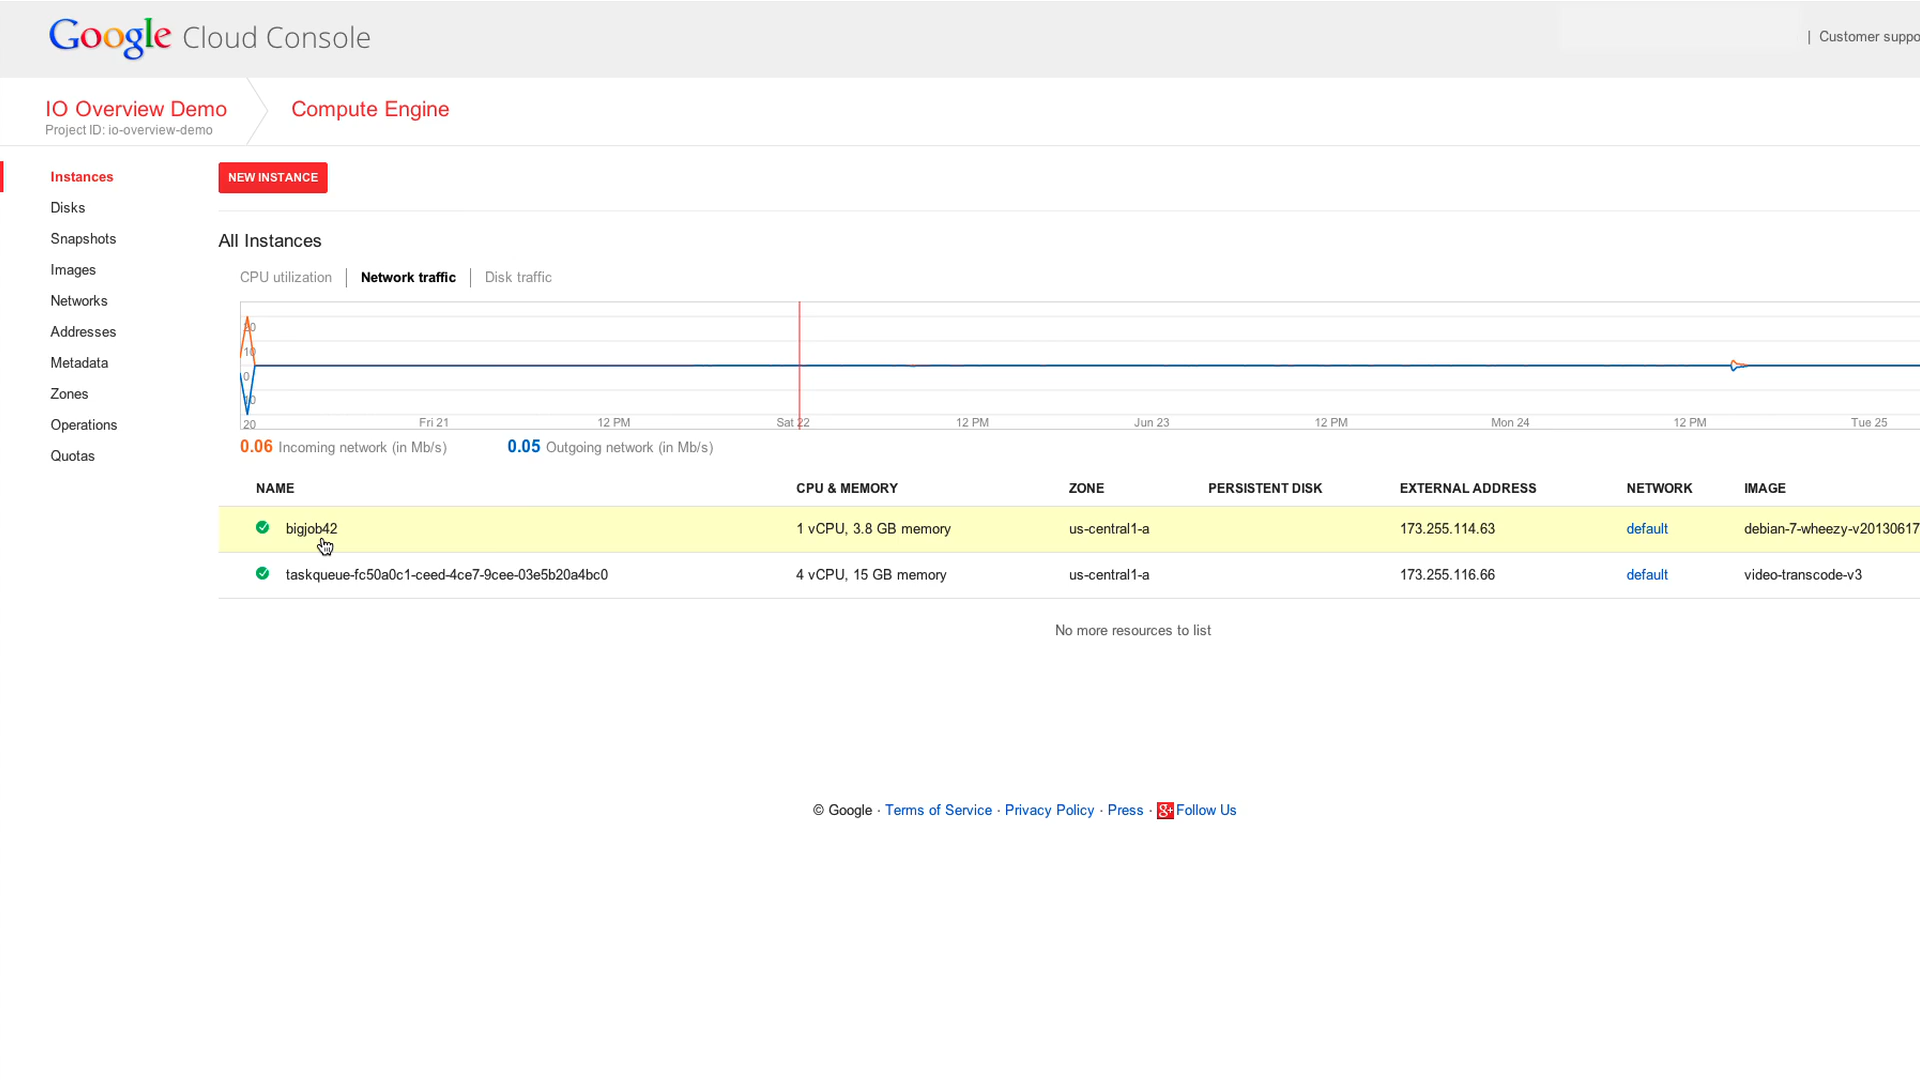 Google Cloud Console
| Customer suppo
IO Overview Demo
Compute Engine
Project ID: io-overview-demo
Instances
Disks
Snapshots
Images
Networks
Addresses
Metadata
Zones
Operations
Quotas
NEW INSTANCE
All Instances
CPU utilization | Network traffic | Disk traffic
20
10
0
10
20
Fri 21 12 PM Sat 22 12 PM Jun 23 12 PM Mon 24 12 PM Tue 25
0.06 Incoming network (in Mb/s) 0.05 Outgoing network (in Mb/s)
NAME CPU & MEMORY ZONE PERSISTENT DISK EXTERNAL ADDRESS NETWORK IMAGE
bigjob42 1 vCPU, 3.8 GB memory us-central1-a 173.255.114.63 default debian-7-wheezy-v20130617
taskqueue-fc50a0c1-ceed-4ce7-9cee-03e5b20a4bc0 4 vCPU, 15 GB memory us-central1-a 173.255.116.66 default video-transcode-v3
No more resources to list
© Google · Terms of Service · Privacy Policy · Press · g+ Follow Us